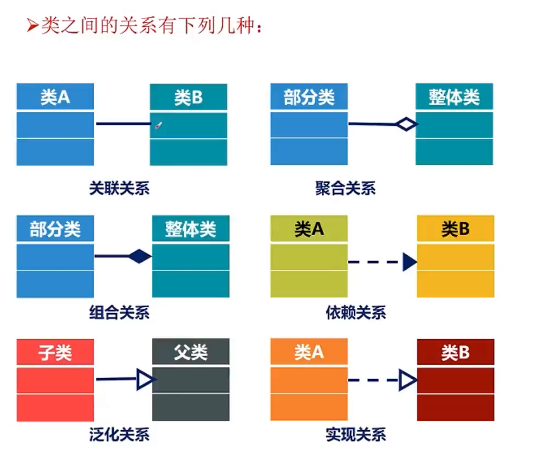 类之间的关系有下列几种：
类A 类B 部分类 整体类
关联关系 聚合关系
部分类 整体类 类A 类B
组合关系 依赖关系
子类 父类 类A 类B
泛化关系 实现关系